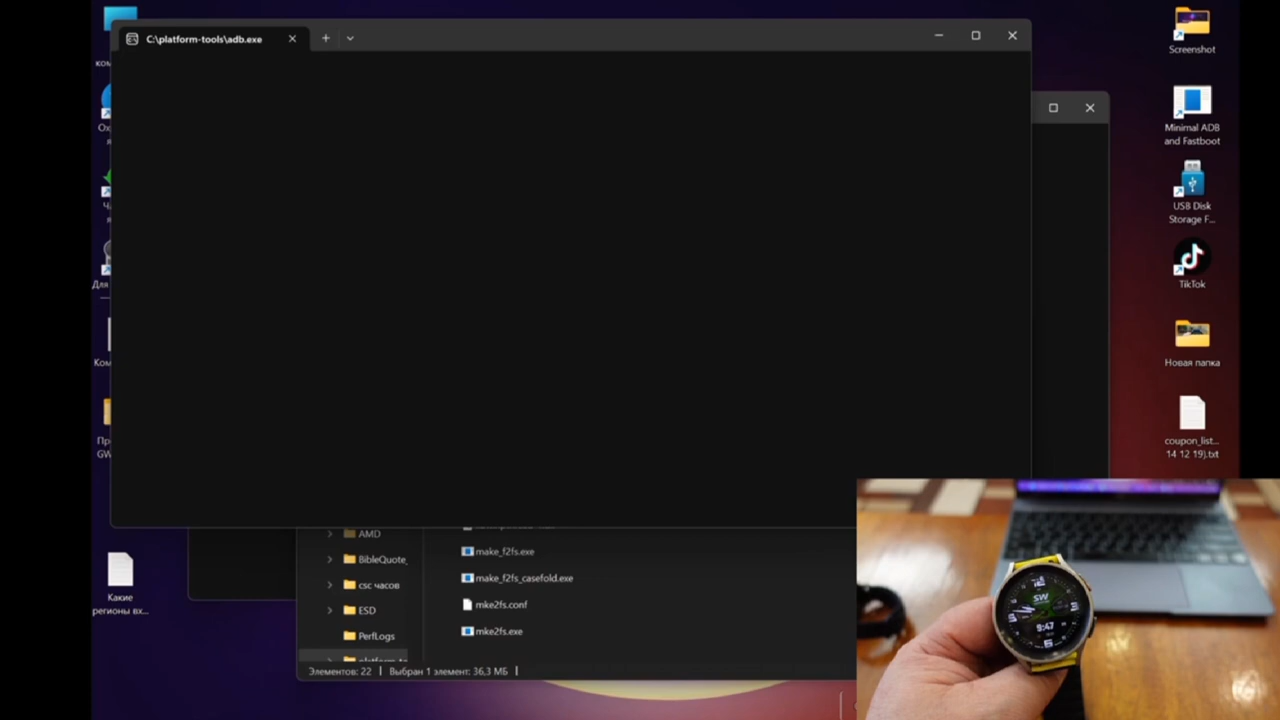 C:\platform-tools\adb.exe
Screenshot
Minimal ADB
and Fastboot
USB Disk
Storage F...
TikTok
Новая папка
coupon_list...
14 12 19).txt
AMD
BibleQuote_
csc часов
ESD
PerfLogs
make_f2fs.exe
make_f2fs_casefold.exe
mke2fs.conf
mke2fs.exe
Элементов: 22
Выбран 1 элемент: 36,3 МБ
Какие
регионы вх...
SW
9:47